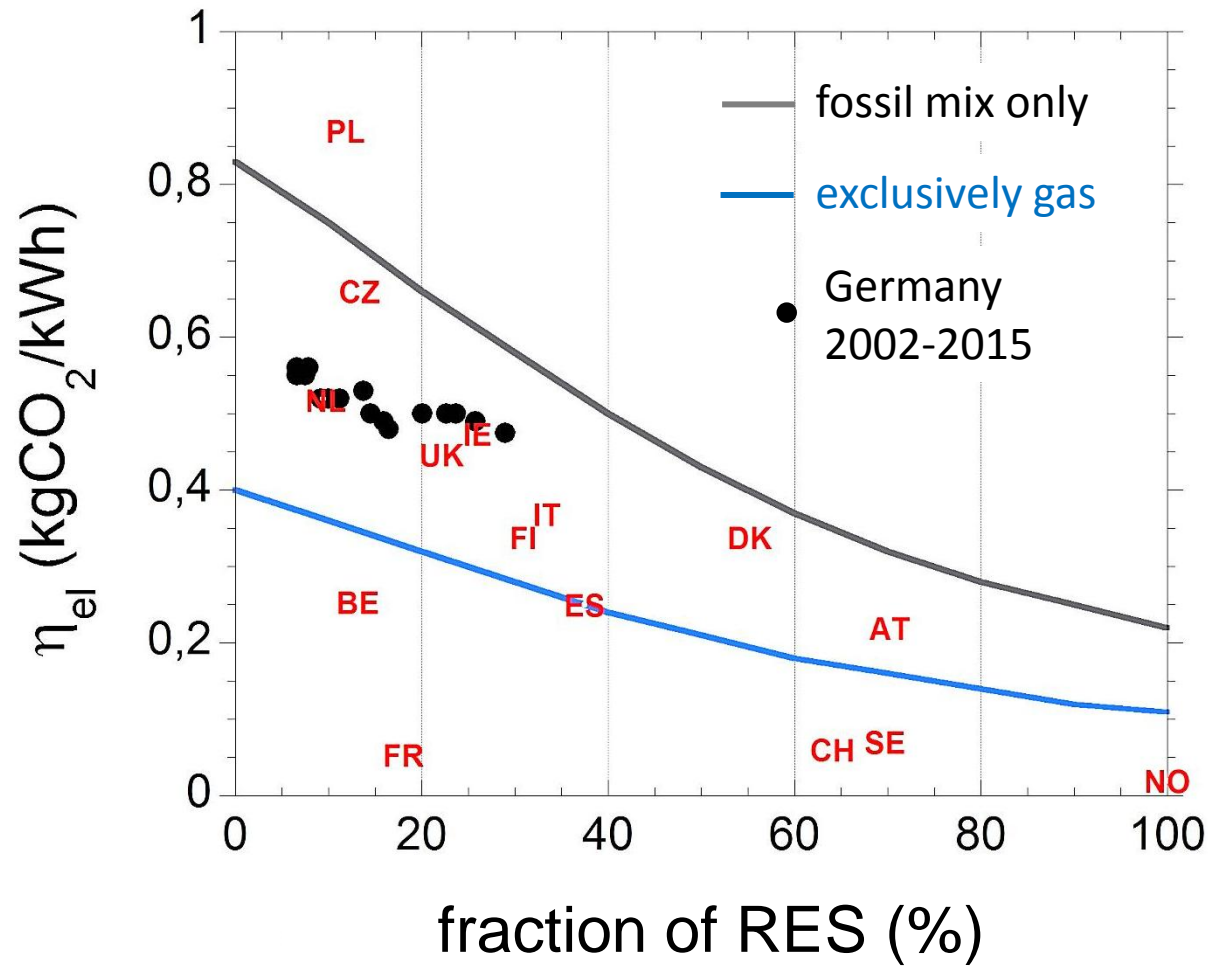 1
0,8
0,6
0,4
0,2
0
η_el (kgCO_2/kWh)
fossil mix only
exclusively gas
Germany
2002-2015
PL
CZ
NL
IE
UK
IT
FI
DK
BE
ES
AT
FR
CH
SE
NO
0 20 40 60 80 100
fraction of RES (%)